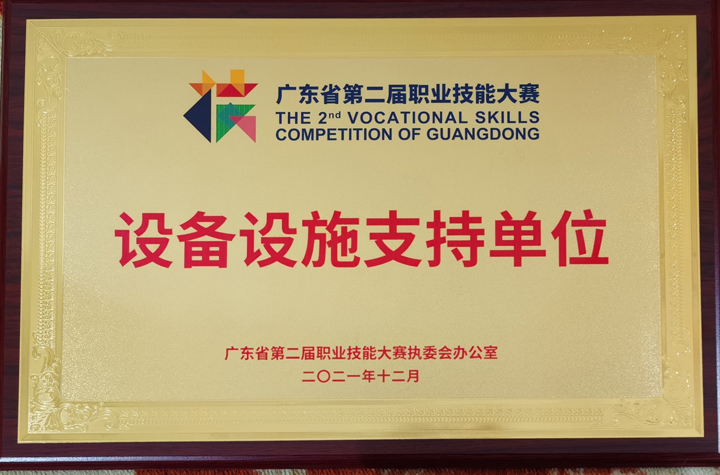 广东省第二届职业技能大赛
THE 2nd VOCATIONAL SKILLS
COMPETITION OF GUANGDONG
设备设施支持单位
广东省第二届职业技能大赛执委会办公室
二〇二一年十二月